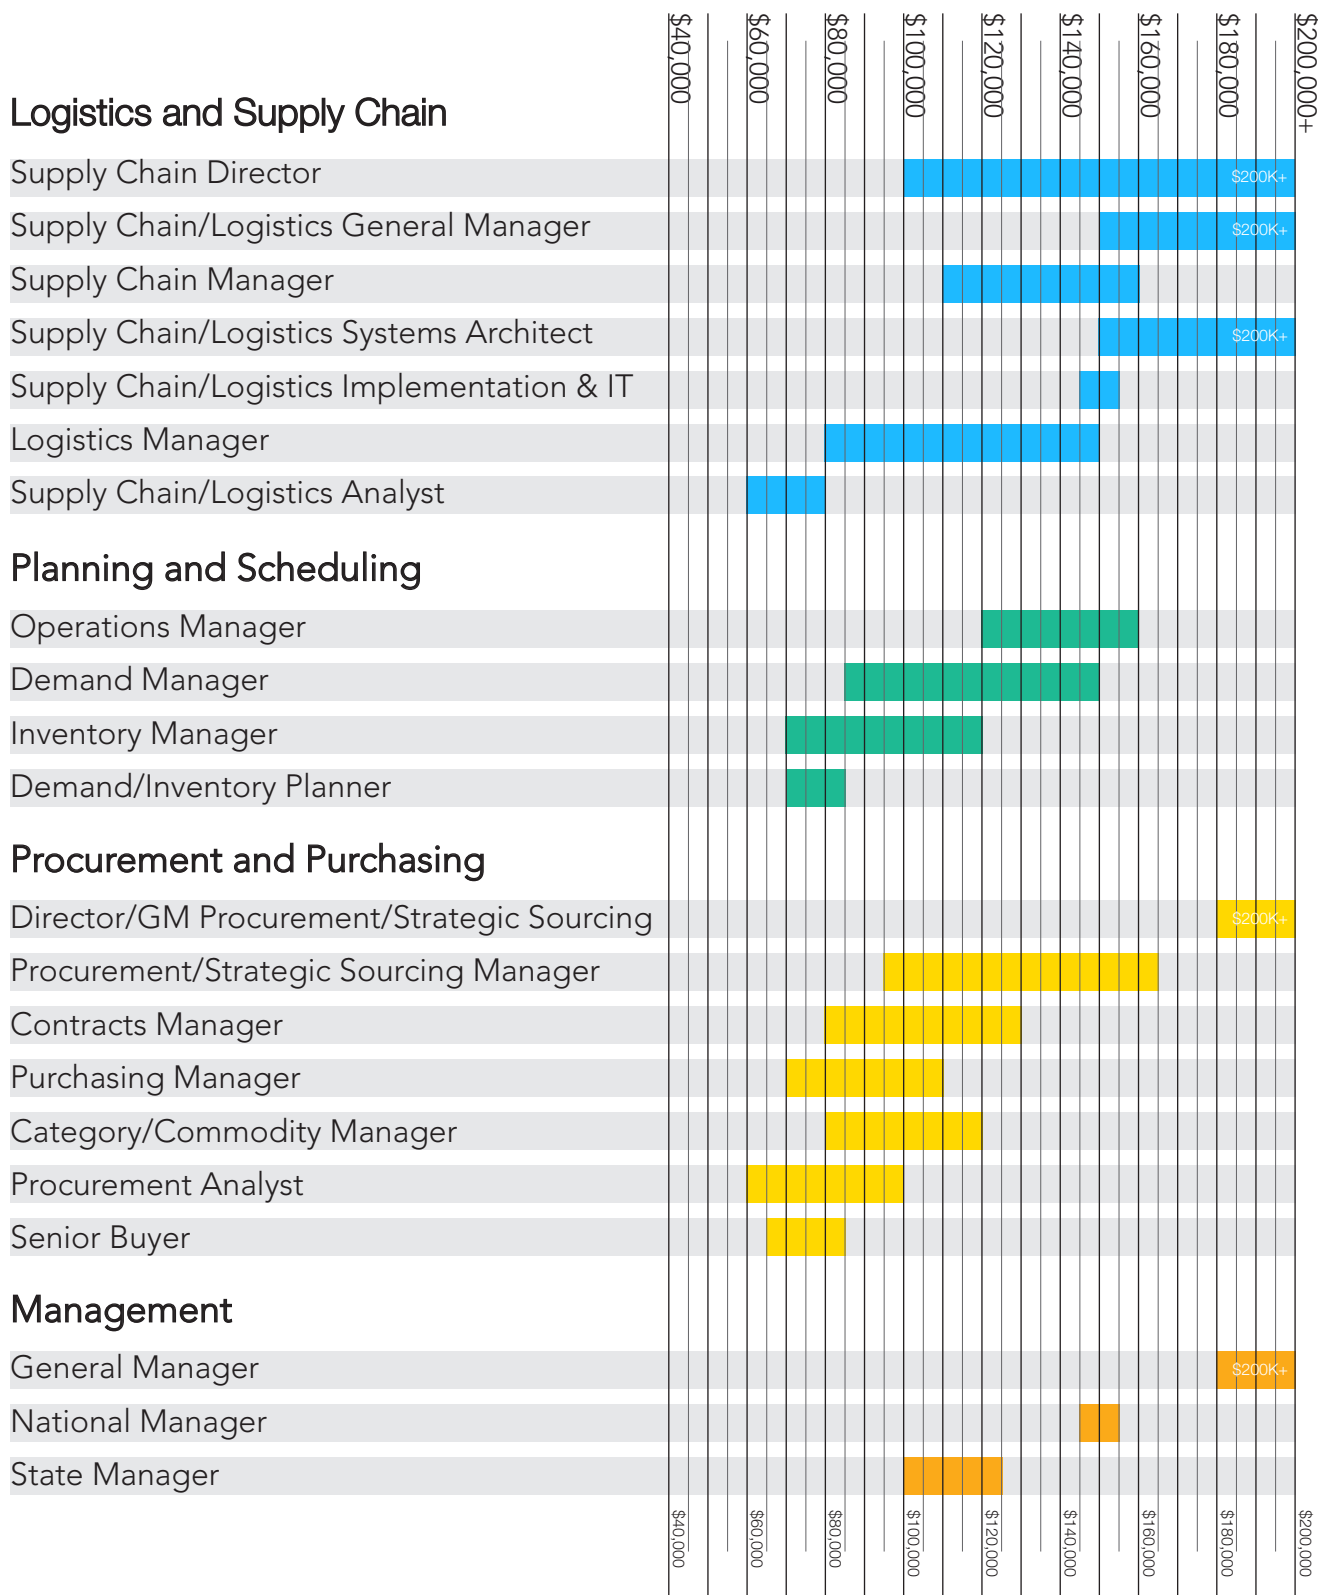 $40,000
$60,000
$80,000
$100,000
$120,000
$140,000
$160,000
$180,000
$200,000+
Logistics and Supply Chain
Supply Chain Director
$200K+
Supply Chain/Logistics General Manager
$200K+
Supply Chain Manager
Supply Chain/Logistics Systems Architect
$200K+
Supply Chain/Logistics Implementation & IT
Logistics Manager
Supply Chain/Logistics Analyst
Planning and Scheduling
Operations Manager
Demand Manager
Inventory Manager
Demand/Inventory Planner
Procurement and Purchasing
Director/GM Procurement/Strategic Sourcing
$200K+
Procurement/Strategic Sourcing Manager
Contracts Manager
Purchasing Manager
Category/Commodity Manager
Procurement Analyst
Senior Buyer
Management
General Manager
$200K+
National Manager
State Manager
$40,000
$60,000
$80,000
$100,000
$120,000
$140,000
$160,000
$180,000
$200,000